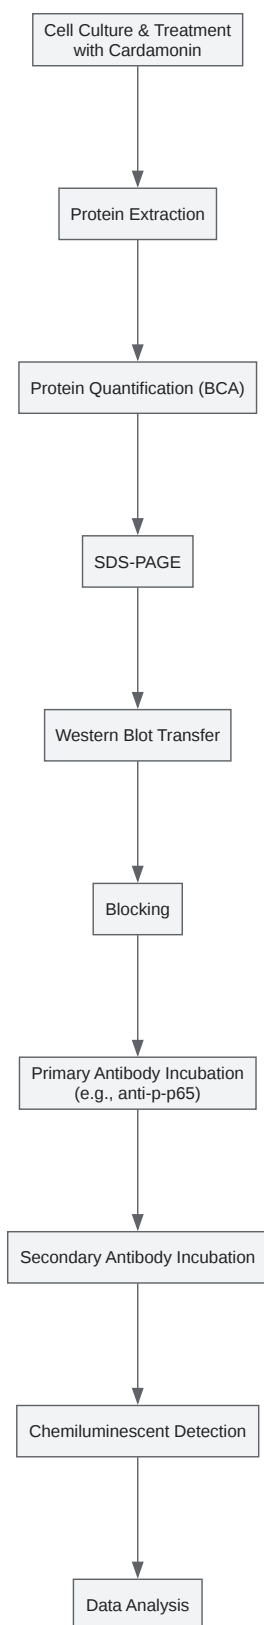 Cell Culture & Treatment
with Cardamonin
Protein Extraction
Protein Quantification (BCA)
SDS-PAGE
Western Blot Transfer
Blocking
Primary Antibody Incubation
(e.g., anti-p-p65)
Secondary Antibody Incubation
Chemiluminescent Detection
Data Analysis